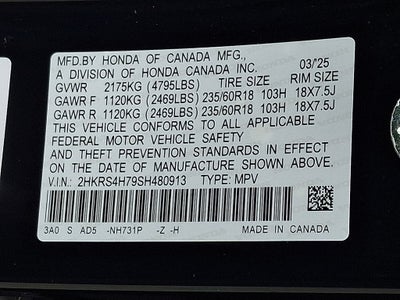 MFD.BY HONDA OF CANADA MFG.,
A DIVISION OF HONDA CANADA INC. 03/25
GVWR 2175KG (4795LBS) TIRE SIZE RIM SIZE
GAWR F 1120KG (2469LBS) 235/60R18 103H 18X7.5J
GAWR R 1120KG (2469LBS) 235/60R18 103H 18X7.5J
THIS VEHICLE CONFORMS TO ALL APPLICABLE
FEDERAL MOTOR VEHICLE SAFETY
AND THEFT PREVENTION STANDARDS IN EFFECT
ON THE DATE OF MANUFACTURE SHOWN ABOVE.
V.I.N: 2HKRS4H79SH480913 TYPE: MPV
3A0 S AD5 -NH731P -Z -H MADE IN CANADA